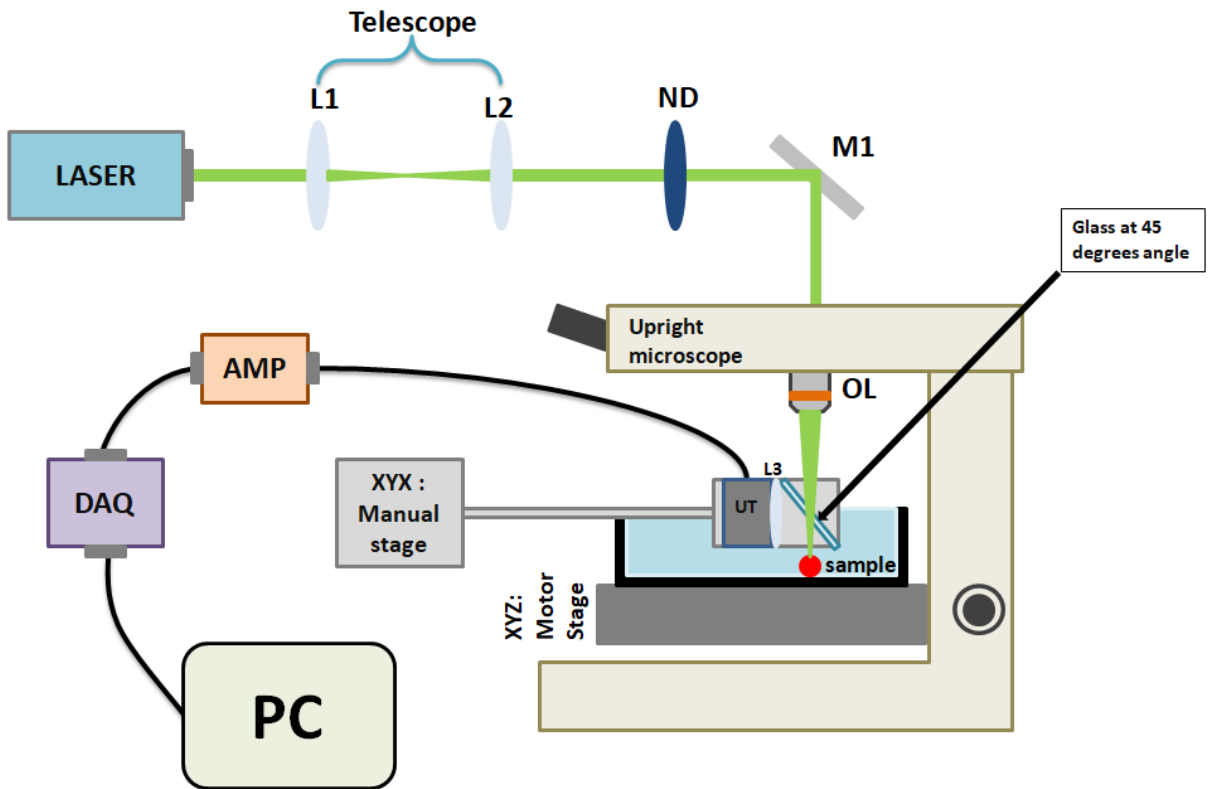 Telescope
L1
L2
ND
M1
LASER
Glass at 45
degrees angle
Upright
microscope
AMP
OL
L3
XYX :
Manual
stage
UT
DAQ
sample
XYZ:
Motor
Stage
PC